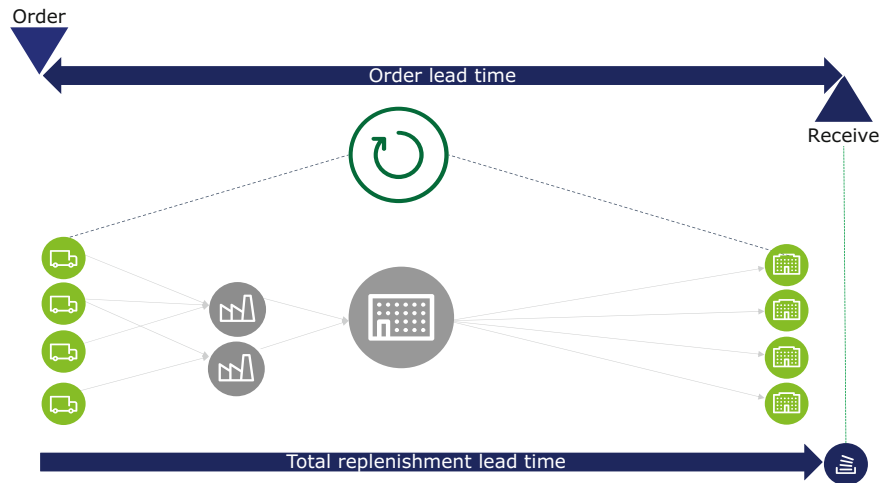 Order
Order lead time
Receive
Total replenishment lead time